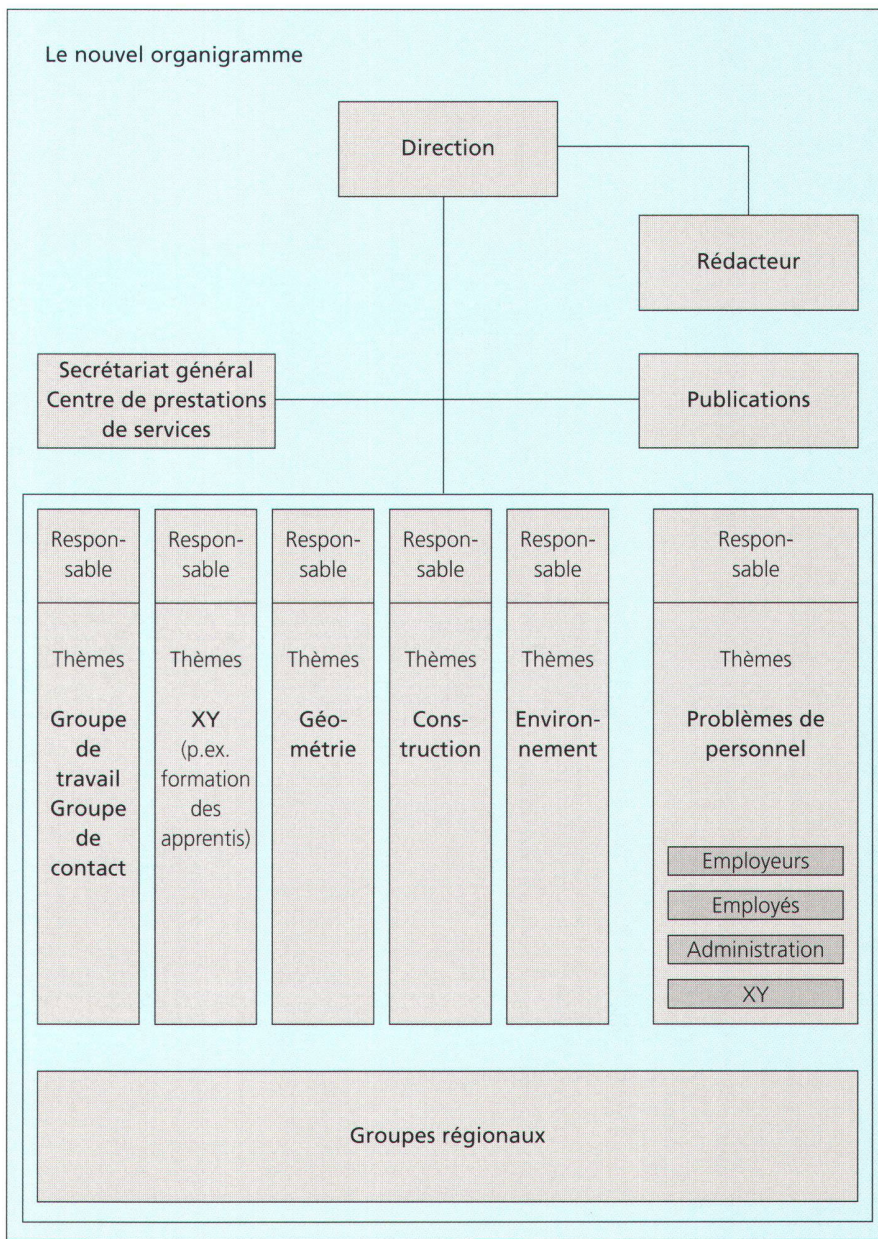 Le nouvel organigramme
Direction
Rédacteur
Secrétariat général
Centre de prestations
de services
Publications
Respon-
sable
Thèmes
Groupe
de
travail
Groupe
de
contact
Respon-
sable
Thèmes
XY
(p.ex.
formation
des
apprentis)
Respon-
sable
Thèmes
Géo-
métrie
Respon-
sable
Thèmes
Cons-
truction
Respon-
sable
Thèmes
Environ-
nement
Respon-
sable
Thèmes
Problèmes de
personnel
Employeurs
Employés
Administration
XY
Groupes régionaux